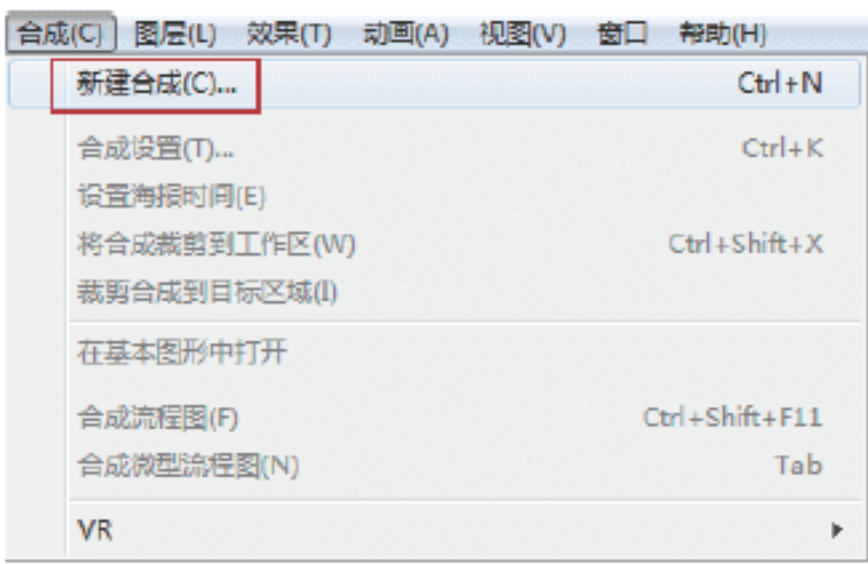 合成(C) 图层(L) 效果(T) 动画(A) 视图(V) 窗口 帮助(H)
新建合成(C)... Ctrl+N
合成设置(T)... Ctrl+K
设置海报时间(E)
将合成裁剪到工作区(W) Ctrl+Shift+X
裁剪合成到目标区域(I)
在基本图形中打开
合成流程图(F) Ctrl+Shift+F11
合成微型流程图(N) Tab
VR